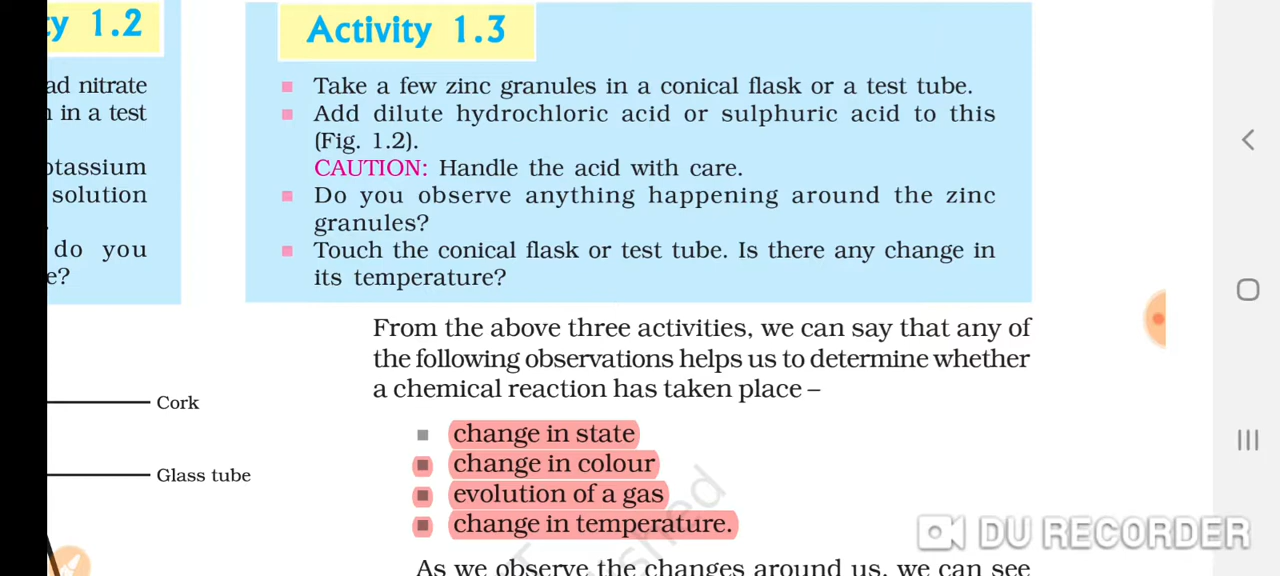 ty 1.2
ad nitrate
in a test
otassium
solution
do you
e?
Activity 1.3
Take a few zinc granules in a conical flask or a test tube.
Add dilute hydrochloric acid or sulphuric acid to this
(Fig. 1.2).
CAUTION: Handle the acid with care.
Do you observe anything happening around the zinc
granules?
Touch the conical flask or test tube. Is there any change in
its temperature?
From the above three activities, we can say that any of
the following observations helps us to determine whether
a chemical reaction has taken place –
Cork
Glass tube
change in state
change in colour
evolution of a gas
change in temperature.
As we observe the changes around us, we can see
DU RECORDER